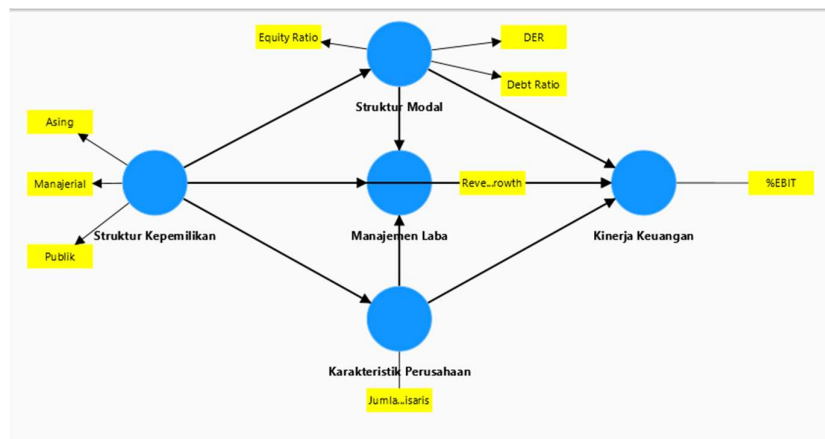 Equity Ratio
DER
Debt Ratio
Struktur Modal
Asing
Manajerial
Publik
Struktur Kepemilikan
Reve...rowth
Manajemen Laba
Kinerja Keuangan
%EBIT
Karakteristik Perusahaan
Jumla...isaris